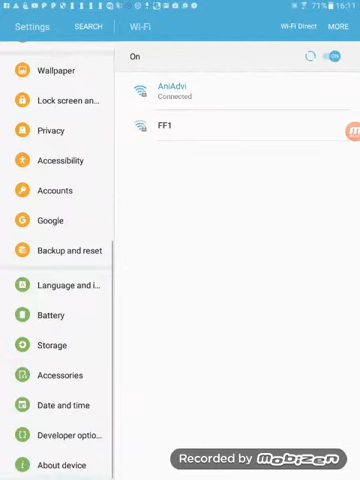 71% 16:11
Settings SEARCH Wi-Fi Wi-Fi Direct MORE
On ON
Wallpaper
AniAdvi
Connected
Lock screen an...
FF1
Privacy
Accessibility
Accounts
Google
Backup and reset
Language and i...
Battery
Storage
Accessories
Date and time
Developer optio...
About device
Recorded by mobizen